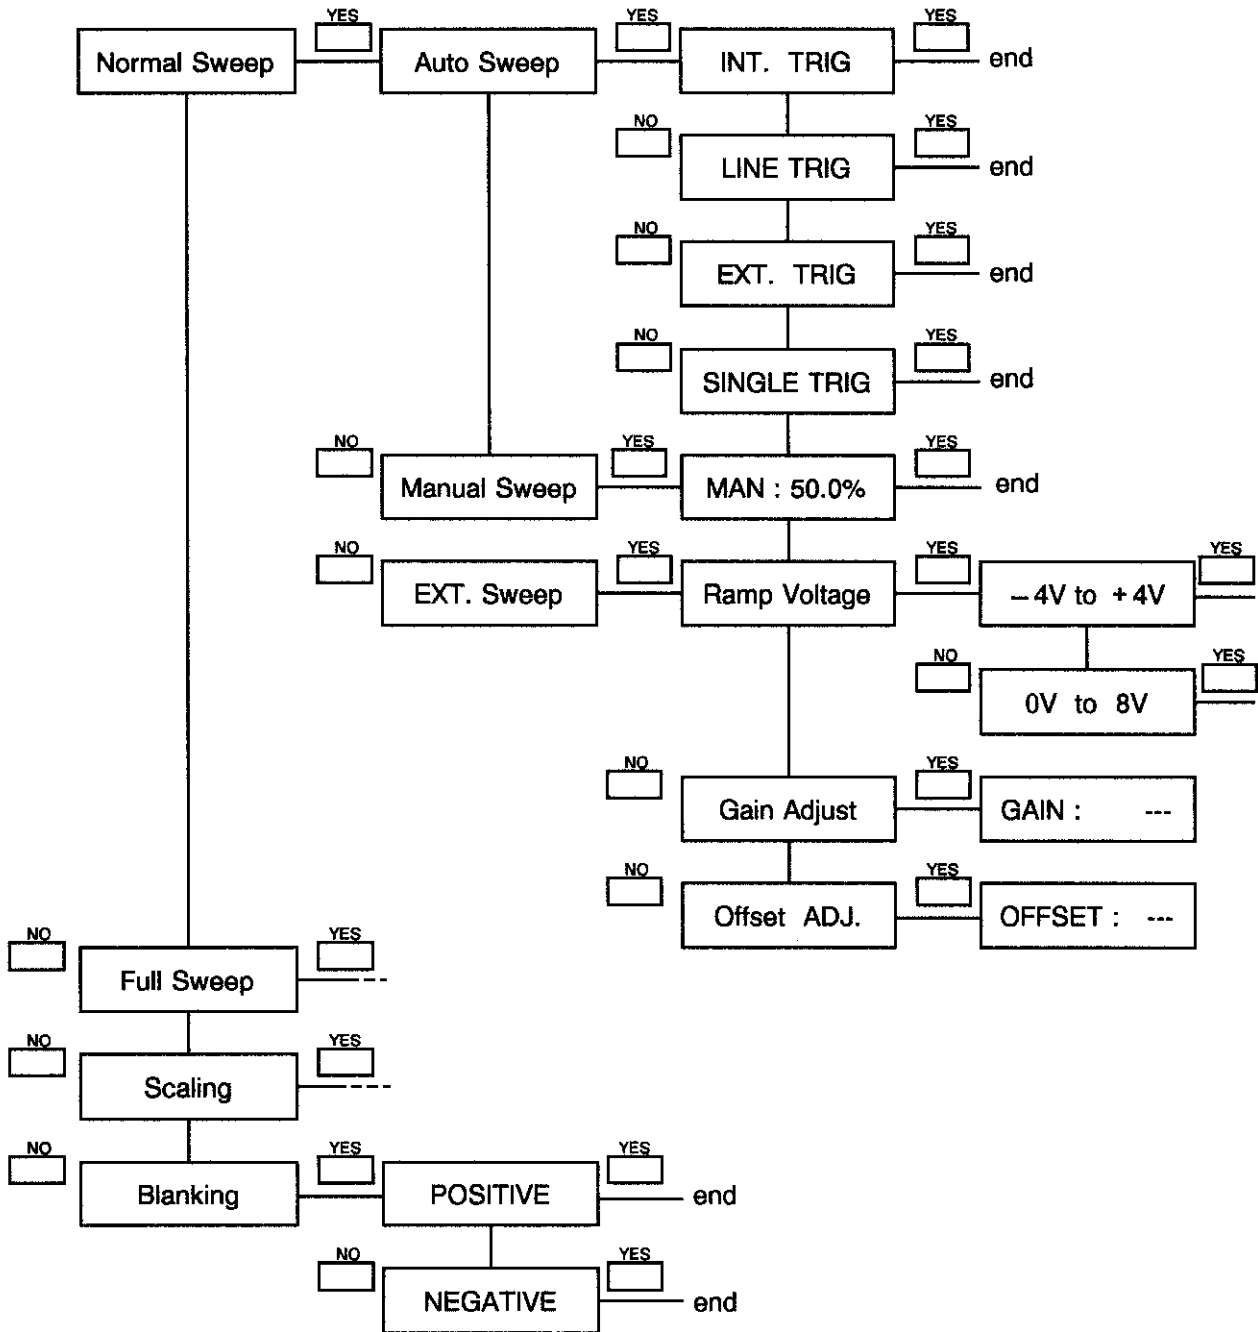 YES YES YES
Normal Sweep Auto Sweep INT. TRIG end
NO YES
LINE TRIG end
NO YES
EXT. TRIG end
NO YES
SINGLE TRIG end
NO YES YES
Manual Sweep MAN : 50.0% end
NO YES YES YES
EXT. Sweep Ramp Voltage – 4V to + 4V
NO YES
0V to 8V
NO YES
Gain Adjust GAIN : ---
NO YES
Offset ADJ. OFFSET : ---
NO YES
Full Sweep
NO YES
Scaling
NO YES YES
Blanking POSITIVE end
NO YES
NEGATIVE end